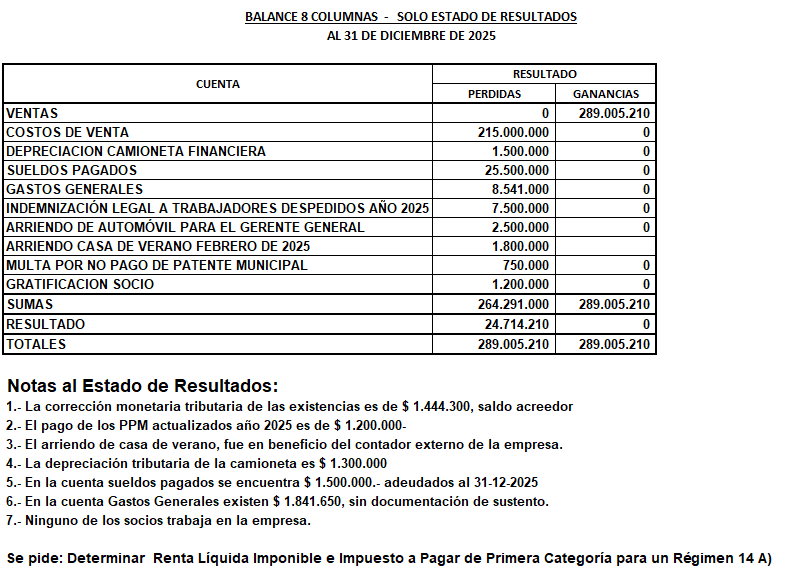 BALANCE 8 COLUMNAS - SOLO ESTADO DE RESULTADOS
AL 31 DE DICIEMBRE DE 2025
CUENTA RESULTADO
PERDIDAS GANANCIAS
VENTAS 0 289.005.210
COSTOS DE VENTA 215.000.000 0
DEPRECIACION CAMIONETA FINANCIERA 1.500.000 0
SUELDOS PAGADOS 25.500.000 0
GASTOS GENERALES 8.541.000 0
INDEMNIZACIÓN LEGAL A TRABAJADORES DESPEDIDOS AÑO 2025 7.500.000 0
ARRIENDO DE AUTOMÓVIL PARA EL GERENTE GENERAL 2.500.000 0
ARRIENDO CASA DE VERANO FEBRERO DE 2025 1.800.000
MULTA POR NO PAGO DE PATENTE MUNICIPAL 750.000 0
GRATIFICACION SOCIO 1.200.000 0
SUMAS 264.291.000 289.005.210
RESULTADO 24.714.210 0
TOTALES 289.005.210 289.005.210
Notas al Estado de Resultados:
1.- La corrección monetaria tributaria de las existencias es de $ 1.444.300, saldo acreedor
2.- El pago de los PPM actualizados año 2025 es de $ 1.200.000-
3.- El arriendo de casa de verano, fue en beneficio del contador externo de la empresa.
4.- La depreciación tributaria de la camioneta es $ 1.300.000
5.- En la cuenta sueldos pagados se encuentra $ 1.500.000.- adeudados al 31-12-2025
6.- En la cuenta Gastos Generales existen $ 1.841.650, sin documentación de sustento.
7.- Ninguno de los socios trabaja en la empresa.
Se pide: Determinar Renta Líquida Imponible e Impuesto a Pagar de Primera Categoría para un Régimen 14 A)